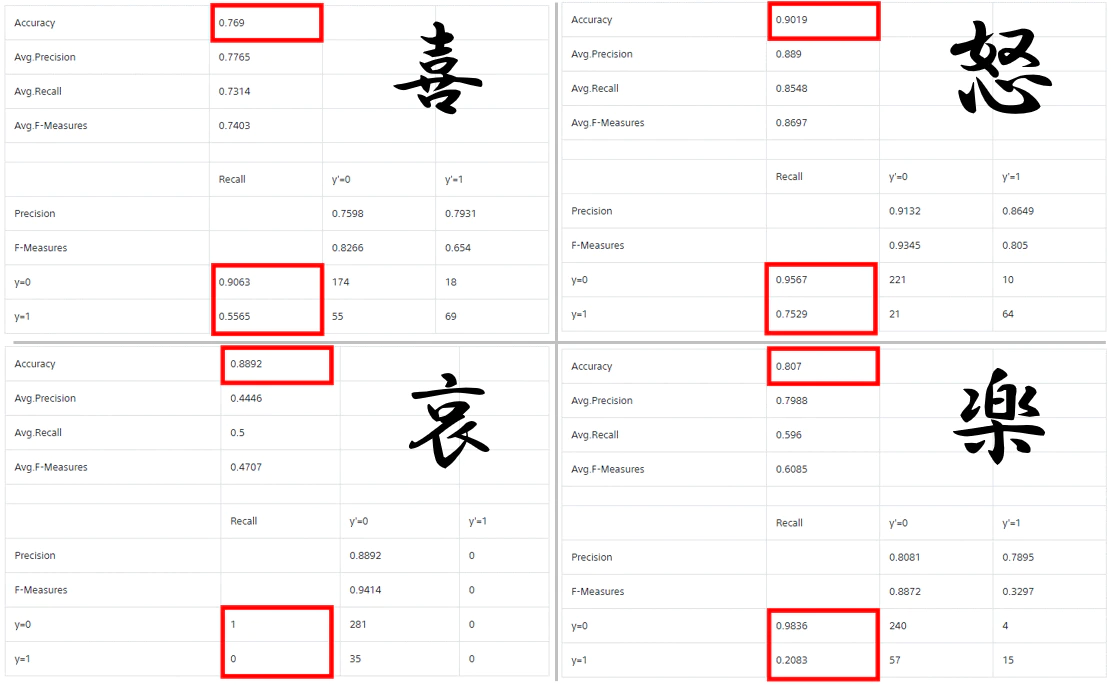 Accuracy 0.769
Avg.Precision 0.7765
Avg.Recall 0.7314
Avg.F-Measures 0.7403
喜
Recall y'=0 y'=1
Precision 0.7598 0.7931
F-Measures 0.8266 0.654
y=0 0.9063 174 18
y=1 0.5565 55 69
Accuracy 0.9019
Avg.Precision 0.889
Avg.Recall 0.8548
Avg.F-Measures 0.8697
怒
Recall y'=0 y'=1
Precision 0.9132 0.8649
F-Measures 0.9345 0.805
y=0 0.9567 221 10
y=1 0.7529 21 64
Accuracy 0.8892
Avg.Precision 0.4446
Avg.Recall 0.5
Avg.F-Measures 0.4707
哀
Recall y'=0 y'=1
Precision 0.8892 0
F-Measures 0.9414 0
y=0 1 281 0
y=1 0 35 0
Accuracy 0.807
Avg.Precision 0.7988
Avg.Recall 0.596
Avg.F-Measures 0.6085
楽
Recall y'=0 y'=1
Precision 0.8081 0.7895
F-Measures 0.8872 0.3297
y=0 0.9836 240 4
y=1 0.2083 57 15